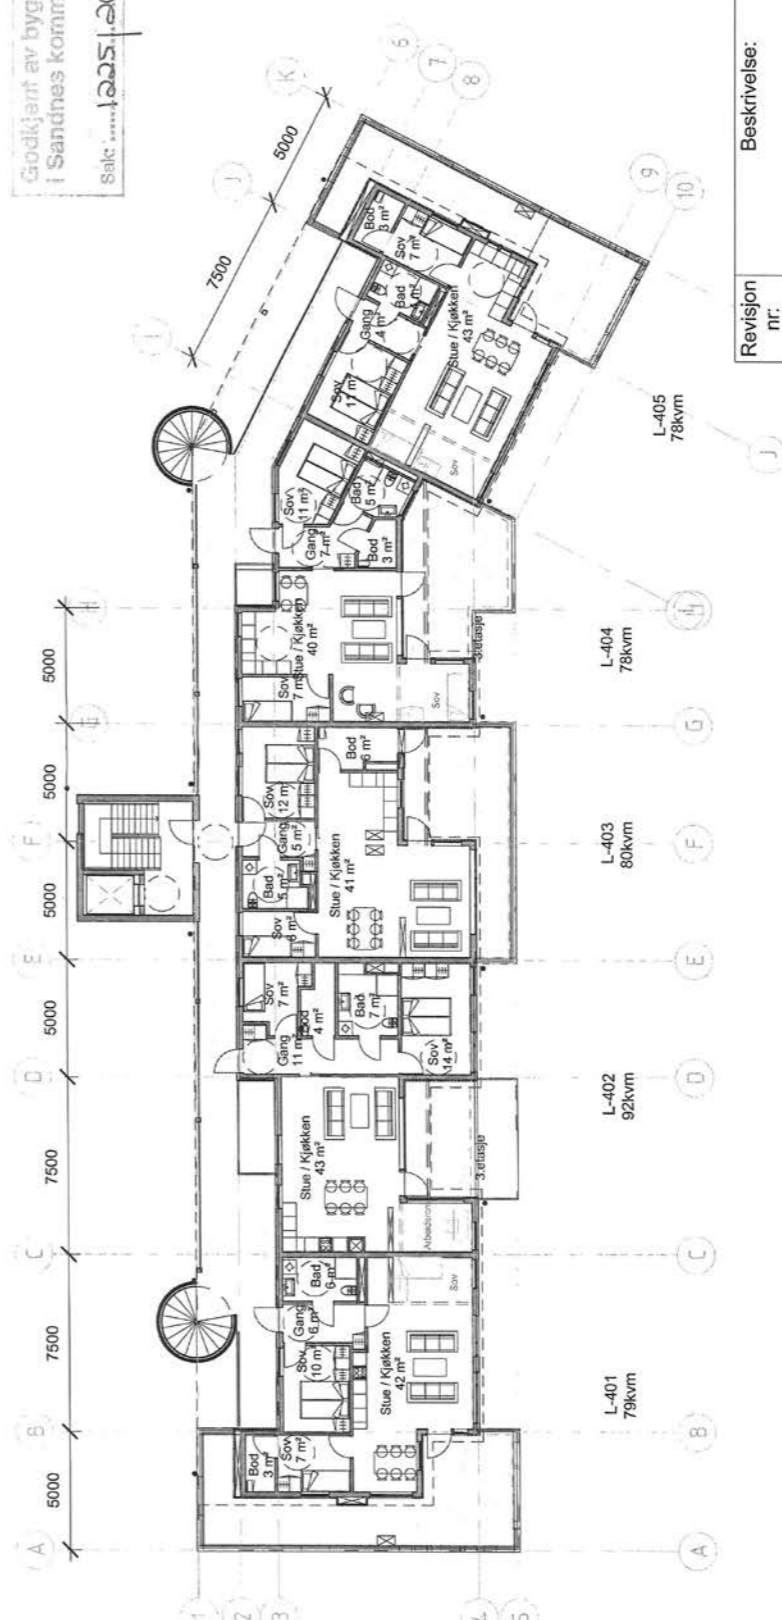 Godkjent av byg
i Sandnes komm
Sak: 1225/20
Beskrivelse:
Revisjon
nr:
K
6
7
8
5000
J
7500
I
9
10
Bod
3 m²
Sov
7 m²
Bad
Gang
4 m²
Stue / Kjøkken
43 m²
Sov
11 m²
Sov
L-405
78kvm
J
Sov
11 m²
Bad
5 m²
Gang
7 m²
Bod
3 m²
Stue / Kjøkken
40 m²
Sov
7 m²
Sov
3.etasje
L-404
78kvm
5000
G
5000
Sov
12 m²
Bod
6 m²
Gang
5 m²
Bad
5 m²
Stue / Kjøkken
41 m²
Sov
6 m²
L-403
80kvm
F
F
5000
E
E
5000
Sov
7 m²
Bod
4 m²
Bad
7 m²
Gang
11 m²
Sov
14 m²
Stue / Kjøkken
43 m²
Arbeidsrom
3.etasje
L-402
92kvm
D
D
7500
C
C
7500
Bad
6 m²
Gang
6 m²
Sov
10 m²
Stue / Kjøkken
42 m²
Sov
Sov
7 m²
Bod
3 m²
L-401
79kvm
B
B
5000
A
A
1
2
3
4
5